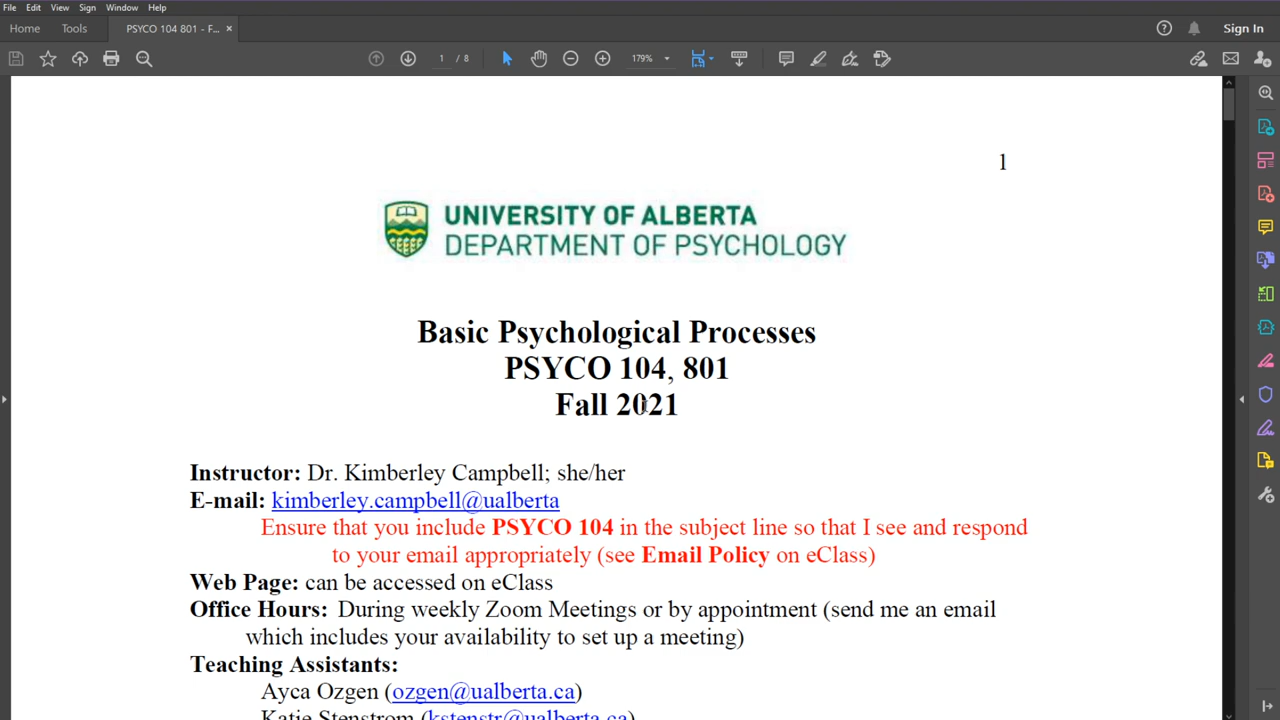 File Edit View Sign Window Help
Home Tools PSYCO 104 801 - F... × Sign In
1 / 8 179%
1
UNIVERSITY OF ALBERTA
DEPARTMENT OF PSYCHOLOGY
Basic Psychological Processes
PSYCO 104, 801
Fall 2021
Instructor: Dr. Kimberley Campbell; she/her
E-mail: kimberley.campbell@ualberta
Ensure that you include PSYCO 104 in the subject line so that I see and respond
to your email appropriately (see Email Policy on eClass)
Web Page: can be accessed on eClass
Office Hours: During weekly Zoom Meetings or by appointment (send me an email
which includes your availability to set up a meeting)
Teaching Assistants:
Ayca Ozgen (ozgen@ualberta.ca)
Katie Stenstrom (kstenstr@ualberta.ca)